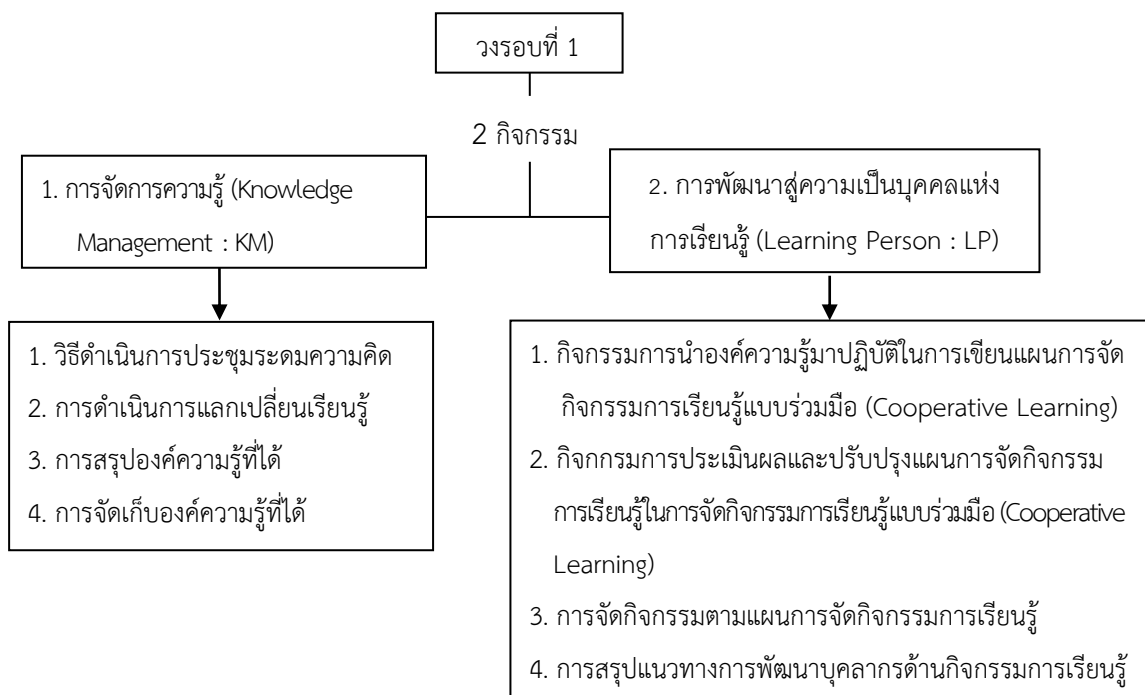 วงรอบที่ 1
2 กิจกรรม
1. การจัดการความรู้ (Knowledge
Management : KM)
2. การพัฒนาสู่ความเป็นบุคคลแห่ง
การเรียนรู้ (Learning Person : LP)
1. วิธีดำเนินการประชุมระดมความคิด
2. การดำเนินการแลกเปลี่ยนเรียนรู้
3. การสรุปองค์ความรู้ที่ได้
4. การจัดเก็บองค์ความรู้ที่ได้
1. กิจกรรมการนำองค์ความรู้มาปฏิบัติในการเขียนแผนการจัด
กิจกรรมการเรียนรู้แบบร่วมมือ (Cooperative Learning)
2. กิจกกรมการประเมินผลและปรับปรุงแผนการจัดกิจกรรม
การเรียนรู้ในการจัดกิจกรรมการเรียนรู้แบบร่วมมือ (Cooperative
Learning)
3. การจัดกิจกรรมตามแผนการจัดกิจกรรมการเรียนรู้
4. การสรุปแนวทางการพัฒนาบุคลากรด้านกิจกรรมการเรียนรู้